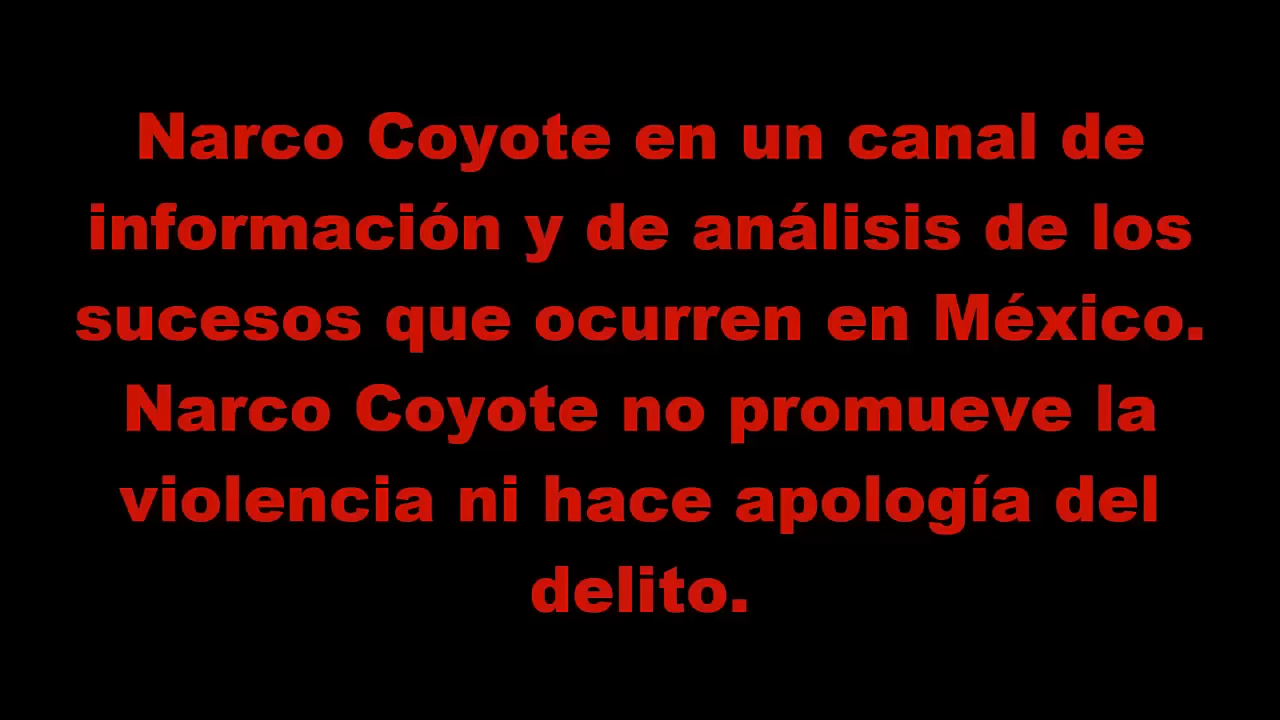 Narco Coyote en un canal de
información y de análisis de los
sucesos que ocurren en México.
Narco Coyote no promueve la
violencia ni hace apología del
delito.